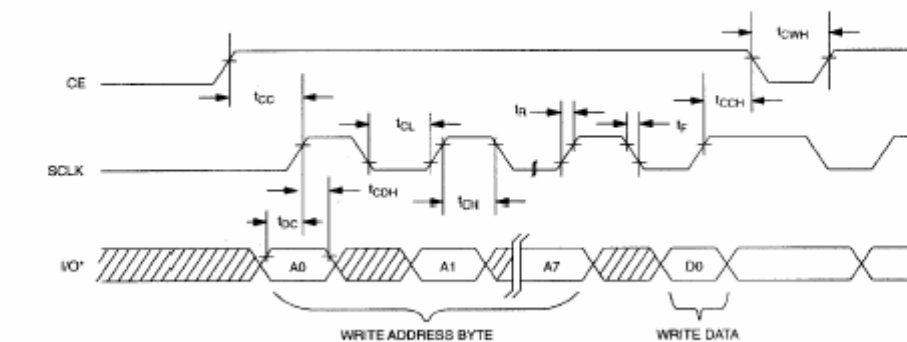 tCWH
CE
tCC
tCCH
tCL
tR
tF
SCLK
tCDH
tCH
tDC
I/O*
A0
A1
A7
D0
WRITE ADDRESS BYTE
WRITE DATA